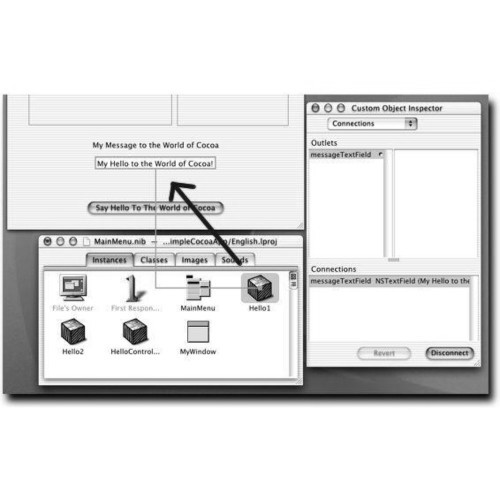 My Message to the World of Cocoa
My Hello to the World of Cocoa!
Say Hello To The World of Cocoa
MainMenu.nib — ...impleCocoaApp/English.lproj
Instances Classes Images Sounds
File's Owner First Respon... MainMenu Hello1
Hello2 HelloControl... MyWindow
Custom Object Inspector
Connections
Outlets
messageTextField
Connections
messageTextField NSTextField (My Hello to the
Revert Disconnect